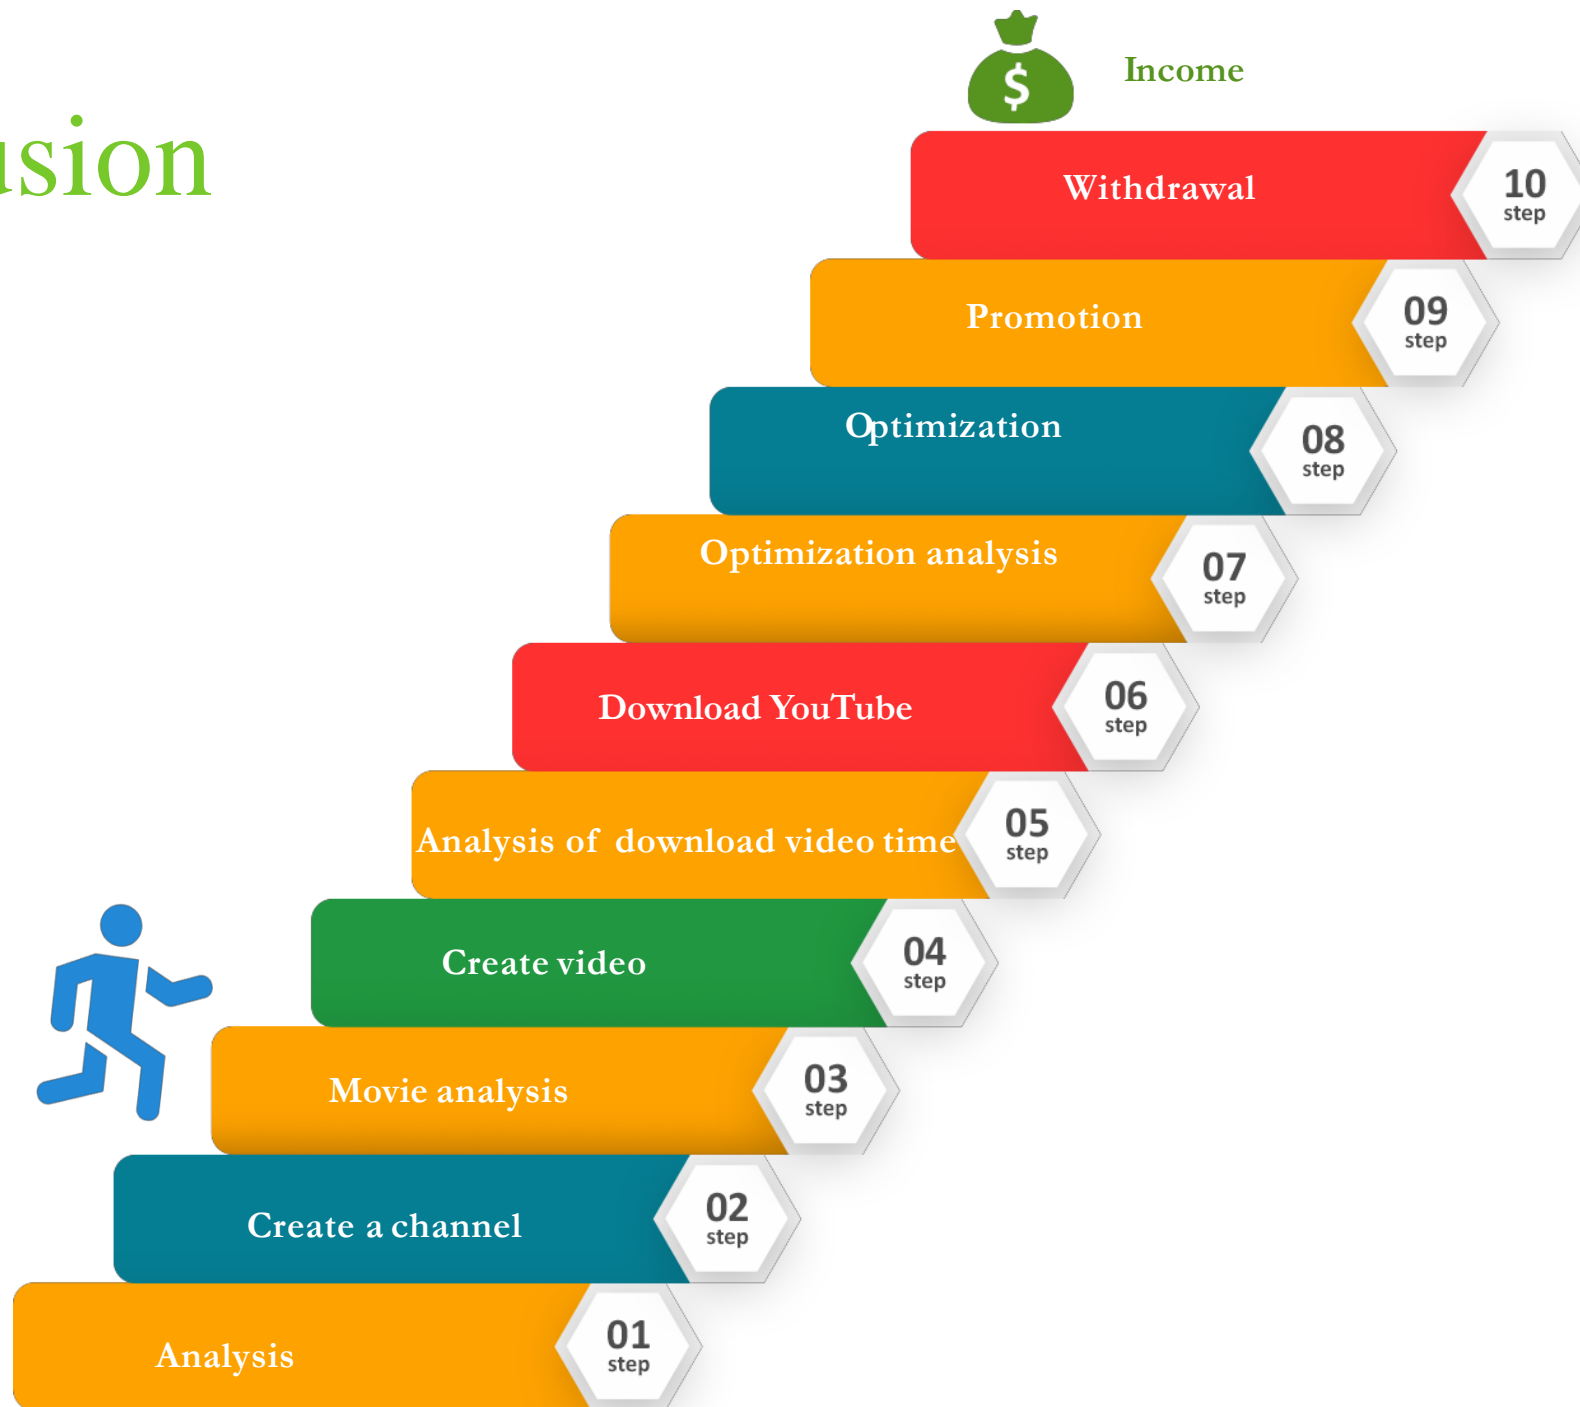 Income
usion
Withdrawal
10
step
Promotion
09
step
Optimization
08
step
Optimization analysis
07
step
Download YouTube
06
step
Analysis of download video time
05
step
Create video
04
step
Movie analysis
03
step
Create a channel
02
step
Analysis
01
step
$